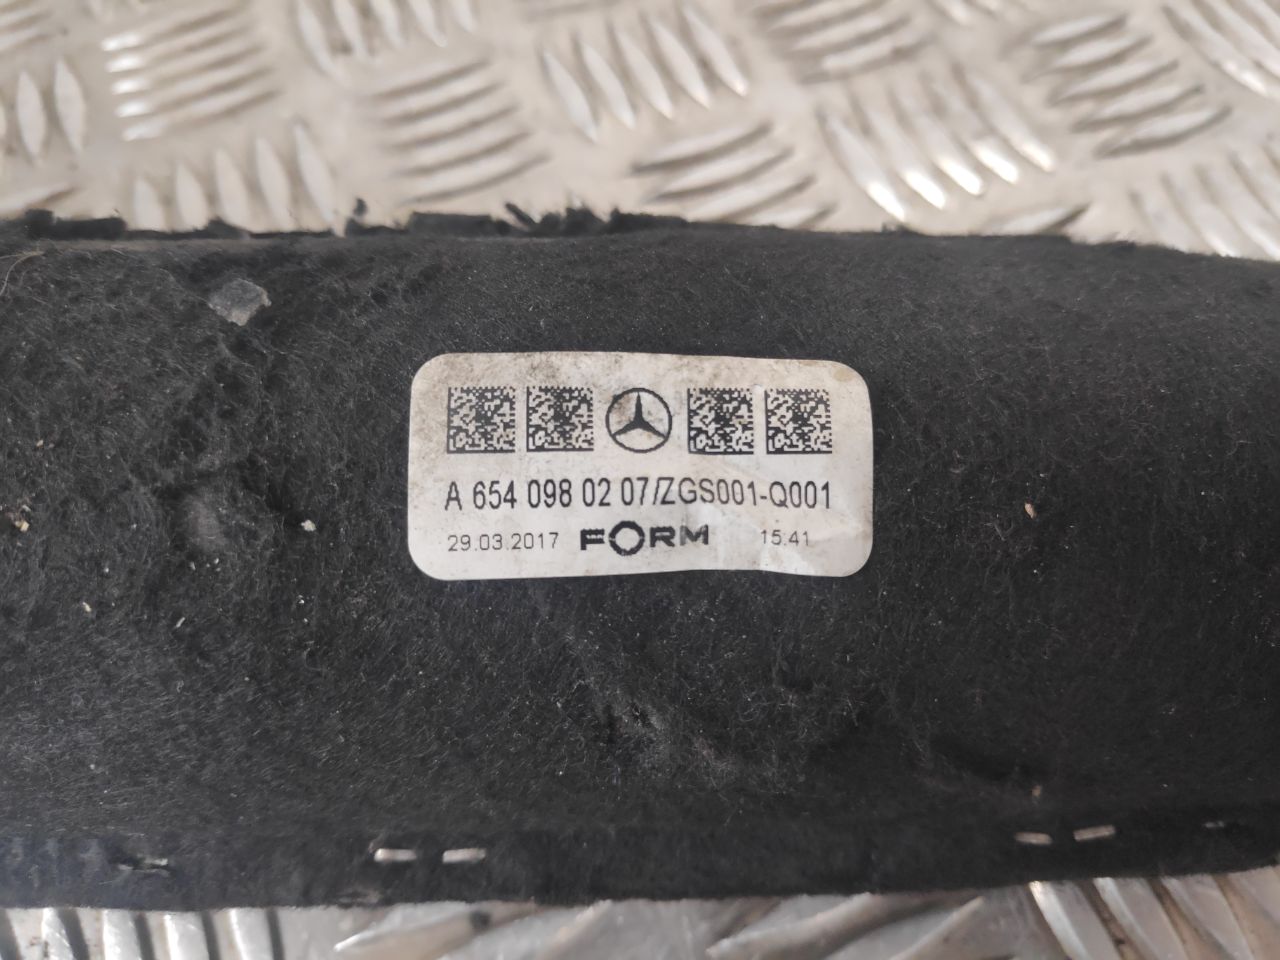 A 654 098 02 07/ZGS001-Q001
29.03.2017 FORM 15:41